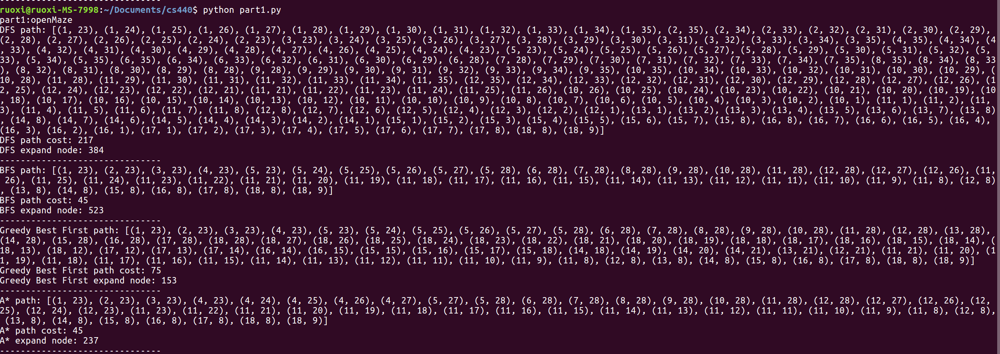 -------------------------------
ruoxi@ruoxi-MS-7998:~/Documents/cs440$ python part1.py
part1:openMaze
DFS path: [(1, 23), (1, 24), (1, 25), (1, 26), (1, 27), (1, 28), (1, 29), (1, 30), (1, 31), (1, 32), (1, 33), (1, 34), (1, 35), (2, 35), (2, 34), (2, 33), (2, 32), (2, 31), (2, 30), (2, 29),
(2, 28), (2, 27), (2, 26), (2, 25), (2, 24), (2, 23), (3, 23), (3, 24), (3, 25), (3, 26), (3, 27), (3, 28), (3, 29), (3, 30), (3, 31), (3, 32), (3, 33), (3, 34), (3, 35), (4, 35), (4, 34), (4
, 33), (4, 32), (4, 31), (4, 30), (4, 29), (4, 28), (4, 27), (4, 26), (4, 25), (4, 24), (4, 23), (5, 23), (5, 24), (5, 25), (5, 26), (5, 27), (5, 28), (5, 29), (5, 30), (5, 31), (5, 32), (5,
33), (5, 34), (5, 35), (6, 35), (6, 34), (6, 33), (6, 32), (6, 31), (6, 30), (6, 29), (6, 28), (7, 28), (7, 29), (7, 30), (7, 31), (7, 32), (7, 33), (7, 34), (7, 35), (8, 35), (8, 34), (8, 33
), (8, 32), (8, 31), (8, 30), (8, 29), (8, 28), (9, 28), (9, 29), (9, 30), (9, 31), (9, 32), (9, 33), (9, 34), (9, 35), (10, 35), (10, 34), (10, 33), (10, 32), (10, 31), (10, 30), (10, 29), (
10, 28), (11, 28), (11, 29), (11, 30), (11, 31), (11, 32), (11, 33), (11, 34), (11, 35), (12, 35), (12, 34), (12, 33), (12, 32), (12, 31), (12, 30), (12, 29), (12, 28), (12, 27), (12, 26), (1
2, 25), (12, 24), (12, 23), (12, 22), (12, 21), (11, 21), (11, 22), (11, 23), (11, 24), (11, 25), (11, 26), (10, 26), (10, 25), (10, 24), (10, 23), (10, 22), (10, 21), (10, 20), (10, 19), (10
, 18), (10, 17), (10, 16), (10, 15), (10, 14), (10, 13), (10, 12), (10, 11), (10, 10), (10, 9), (10, 8), (10, 7), (10, 6), (10, 5), (10, 4), (10, 3), (10, 2), (10, 1), (11, 1), (11, 2), (11,
3), (11, 4), (11, 5), (11, 6), (11, 7), (11, 8), (12, 8), (12, 7), (12, 6), (12, 5), (12, 4), (12, 3), (12, 2), (12, 1), (13, 1), (13, 2), (13, 3), (13, 4), (13, 5), (13, 6), (13, 7), (13, 8)
, (14, 8), (14, 7), (14, 6), (14, 5), (14, 4), (14, 3), (14, 2), (14, 1), (15, 1), (15, 2), (15, 3), (15, 4), (15, 5), (15, 6), (15, 7), (15, 8), (16, 8), (16, 7), (16, 6), (16, 5), (16, 4),
(16, 3), (16, 2), (16, 1), (17, 1), (17, 2), (17, 3), (17, 4), (17, 5), (17, 6), (17, 7), (17, 8), (18, 8), (18, 9)]
DFS path cost: 217
DFS expand node: 384
-------------------------------
BFS path: [(1, 23), (2, 23), (3, 23), (4, 23), (5, 23), (5, 24), (5, 25), (5, 26), (5, 27), (5, 28), (6, 28), (7, 28), (8, 28), (9, 28), (10, 28), (11, 28), (12, 28), (12, 27), (12, 26), (11,
26), (11, 25), (11, 24), (11, 23), (11, 22), (11, 21), (11, 20), (11, 19), (11, 18), (11, 17), (11, 16), (11, 15), (11, 14), (11, 13), (11, 12), (11, 11), (11, 10), (11, 9), (11, 8), (12, 8)
, (13, 8), (14, 8), (15, 8), (16, 8), (17, 8), (18, 8), (18, 9)]
BFS path cost: 45
BFS expand node: 523
-------------------------------
Greedy Best First path: [(1, 23), (2, 23), (3, 23), (4, 23), (5, 23), (5, 24), (5, 25), (5, 26), (5, 27), (5, 28), (6, 28), (7, 28), (8, 28), (9, 28), (10, 28), (11, 28), (12, 28), (13, 28),
(14, 28), (15, 28), (16, 28), (17, 28), (18, 28), (18, 27), (18, 26), (18, 25), (18, 24), (18, 23), (18, 22), (18, 21), (18, 20), (18, 19), (18, 18), (18, 17), (18, 16), (18, 15), (18, 14), (
18, 13), (18, 12), (17, 12), (17, 13), (17, 14), (16, 14), (16, 15), (15, 15), (15, 16), (15, 17), (15, 18), (14, 18), (14, 19), (14, 20), (14, 21), (13, 21), (12, 21), (11, 21), (11, 20), (1
1, 19), (11, 18), (11, 17), (11, 16), (11, 15), (11, 14), (11, 13), (11, 12), (11, 11), (11, 10), (11, 9), (11, 8), (12, 8), (13, 8), (14, 8), (15, 8), (16, 8), (17, 8), (18, 8), (18, 9)]
Greedy Best First path cost: 75
Greedy Best First expand node: 153
-------------------------------
A* path: [(1, 23), (2, 23), (3, 23), (4, 23), (4, 24), (4, 25), (4, 26), (4, 27), (5, 27), (5, 28), (6, 28), (7, 28), (8, 28), (9, 28), (10, 28), (11, 28), (12, 28), (12, 27), (12, 26), (12,
25), (12, 24), (12, 23), (11, 23), (11, 22), (11, 21), (11, 20), (11, 19), (11, 18), (11, 17), (11, 16), (11, 15), (11, 14), (11, 13), (11, 12), (11, 11), (11, 10), (11, 9), (11, 8), (12, 8),
(13, 8), (14, 8), (15, 8), (16, 8), (17, 8), (18, 8), (18, 9)]
A* path cost: 45
A* expand node: 237
-------------------------------